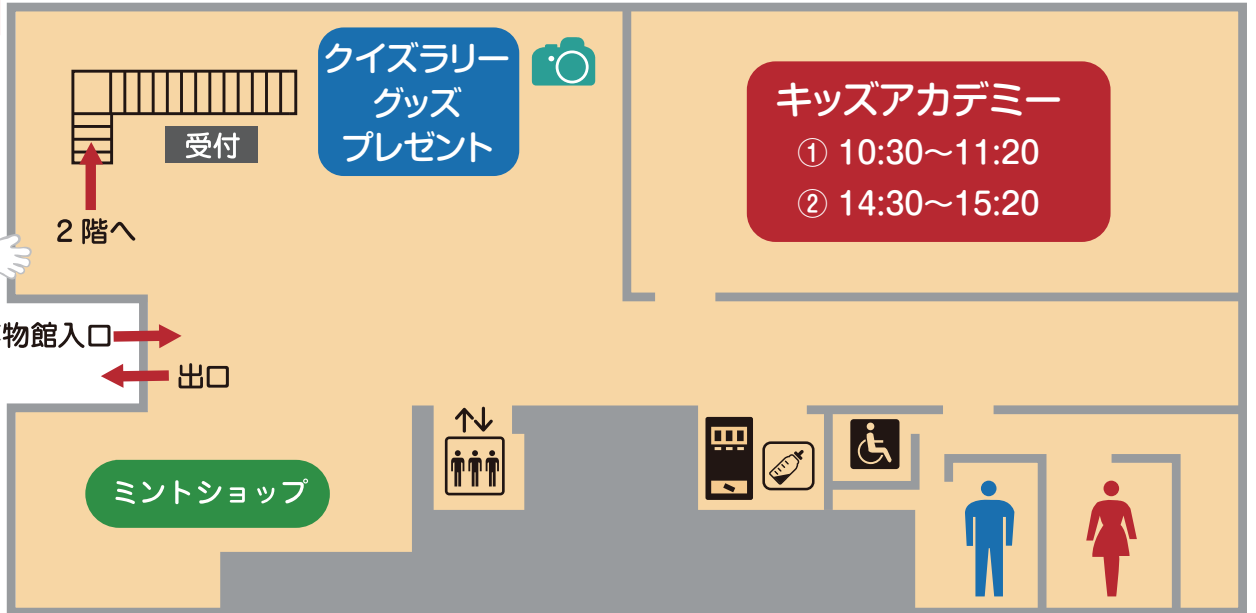 クイズラリー
グッズ
プレゼント
キッズアカデミー
① 10:30～11:20
② 14:30～15:20
受付
2階へ
物館入口
出口
ミントショップ